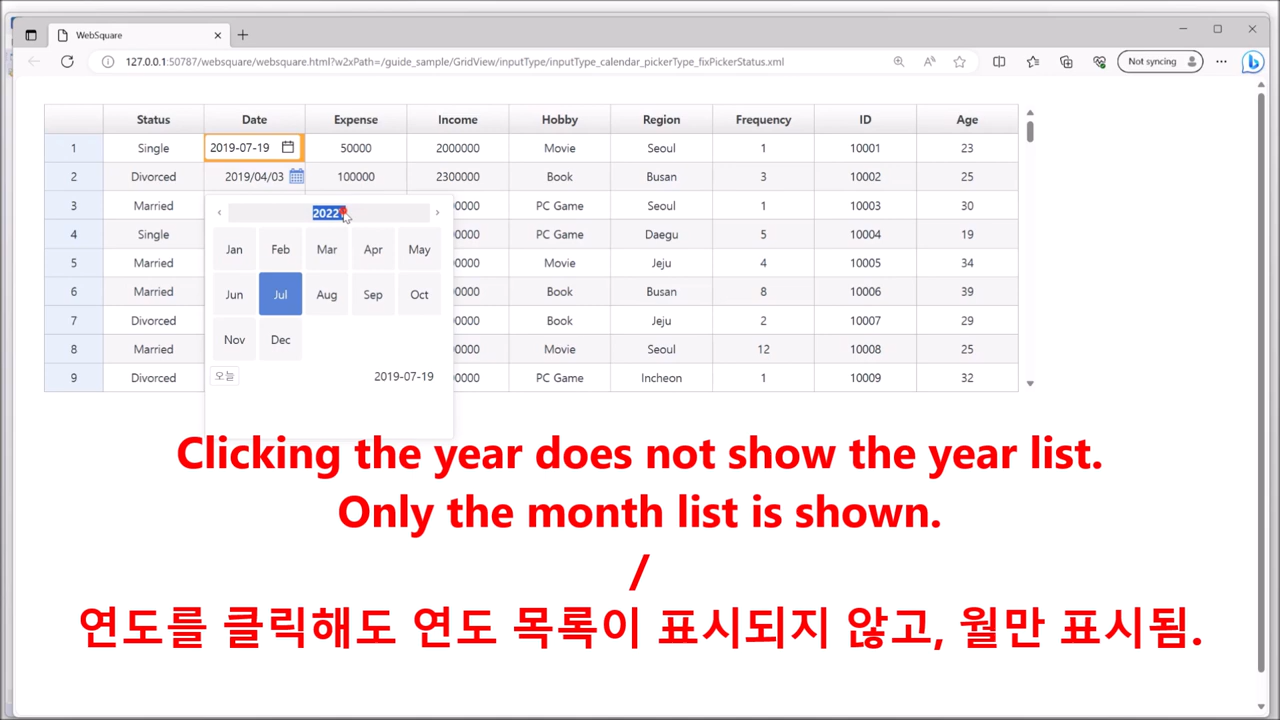 WebSquare
127.0.0.1:50787/websquare/websquare.html?w2xPath=/guide_sample/GridView/inputType/inputType_calendar_pickerType_fixPickerStatus.xml
Not syncing
Status Date Expense Income Hobby Region Frequency ID Age
1 Single 2019-07-19 50000 2000000 Movie Seoul 1 10001 23
2 Divorced 2019/04/03 100000 2300000 Book Busan 3 10002 25
3 Married 00000 PC Game Seoul 1 10003 30
4 Single 00000 PC Game Daegu 5 10004 19
5 Married 00000 Movie Jeju 4 10005 34
6 Married 00000 Book Busan 8 10006 39
7 Divorced 00000 Book Jeju 2 10007 29
8 Married 00000 Movie Seoul 12 10008 25
9 Divorced 00000 PC Game Incheon 1 10009 32
2022
Jan Feb Mar Apr May
Jun Jul Aug Sep Oct
Nov Dec
오늘 2019-07-19
Clicking the year does not show the year list.
Only the month list is shown.
/
연도를 클릭해도 연도 목록이 표시되지 않고, 월만 표시됨.